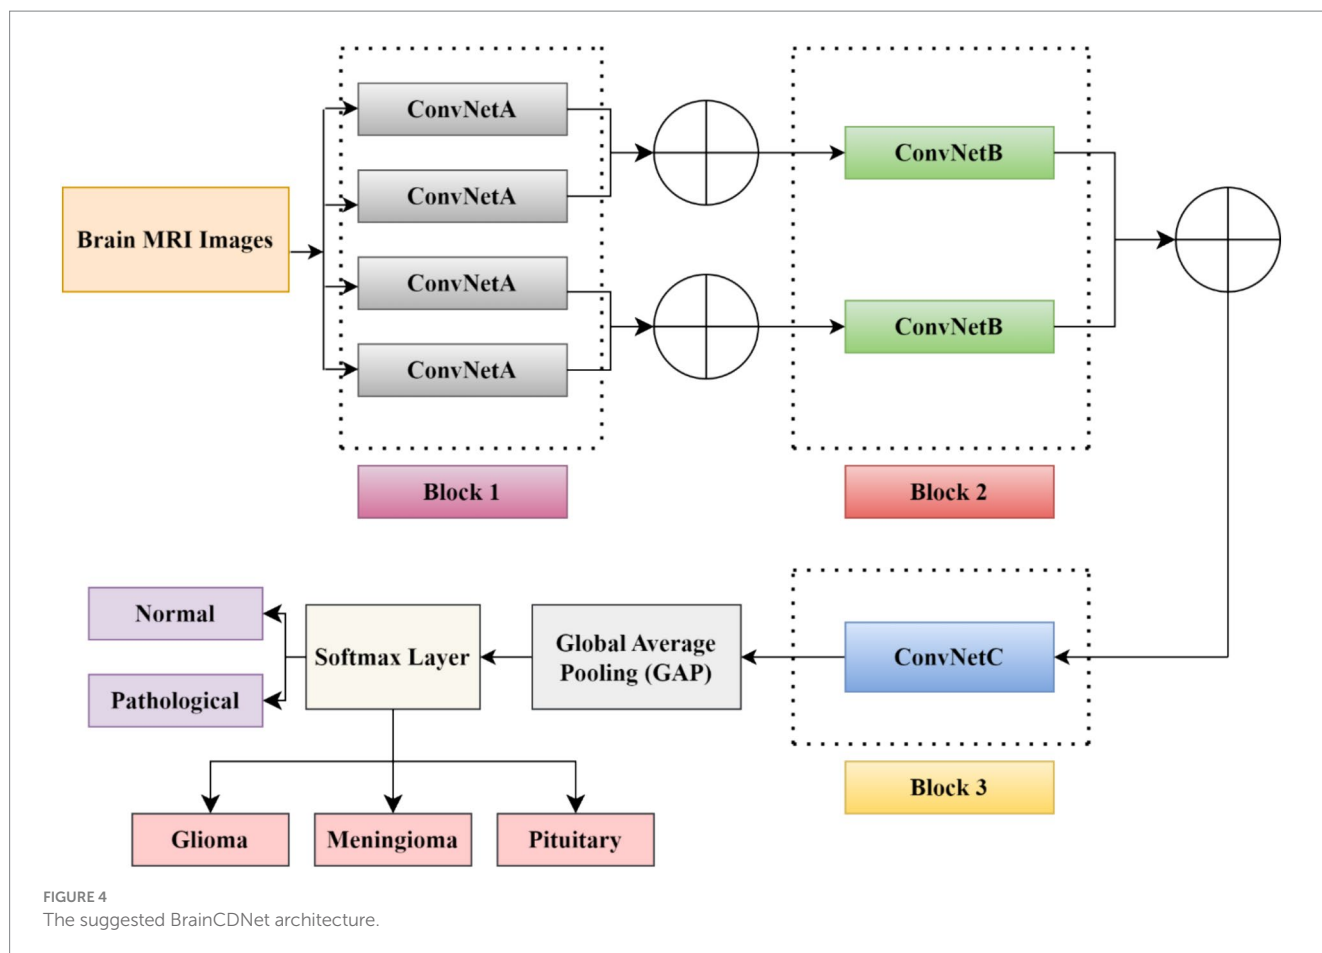 ConvNetA
ConvNetA
ConvNetA
ConvNetA
Brain MRI Images
ConvNetB
ConvNetB
Block 1
Block 2
Normal
Pathological
Softmax Layer
Global Average
Pooling (GAP)
ConvNetC
Block 3
Glioma
Meningioma
Pituitary
FIGURE 4
The suggested BrainCDNet architecture.